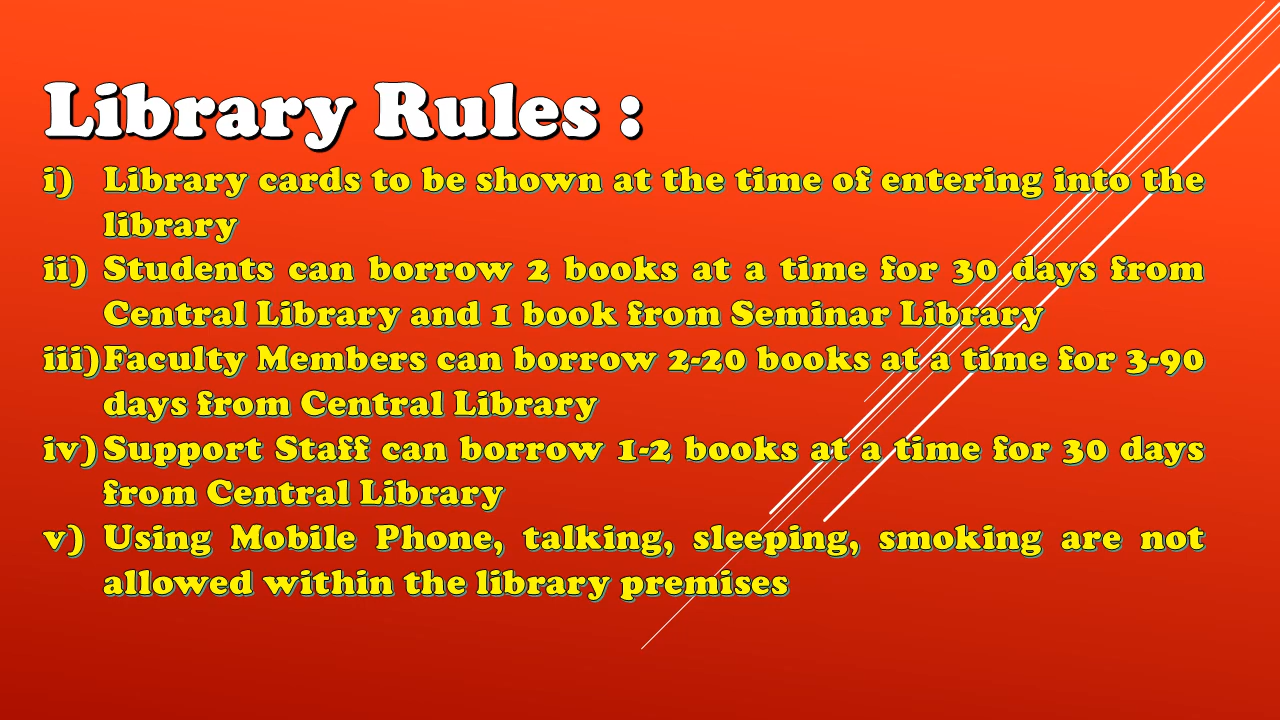 Library Rules :
i) Library cards to be shown at the time of entering into the
library
ii) Students can borrow 2 books at a time for 30 days from
Central Library and 1 book from Seminar Library
iii)Faculty Members can borrow 2-20 books at a time for 3-90
days from Central Library
iv) Support Staff can borrow 1-2 books at a time for 30 days
from Central Library
v) Using Mobile Phone, talking, sleeping, smoking are not
allowed within the library premises